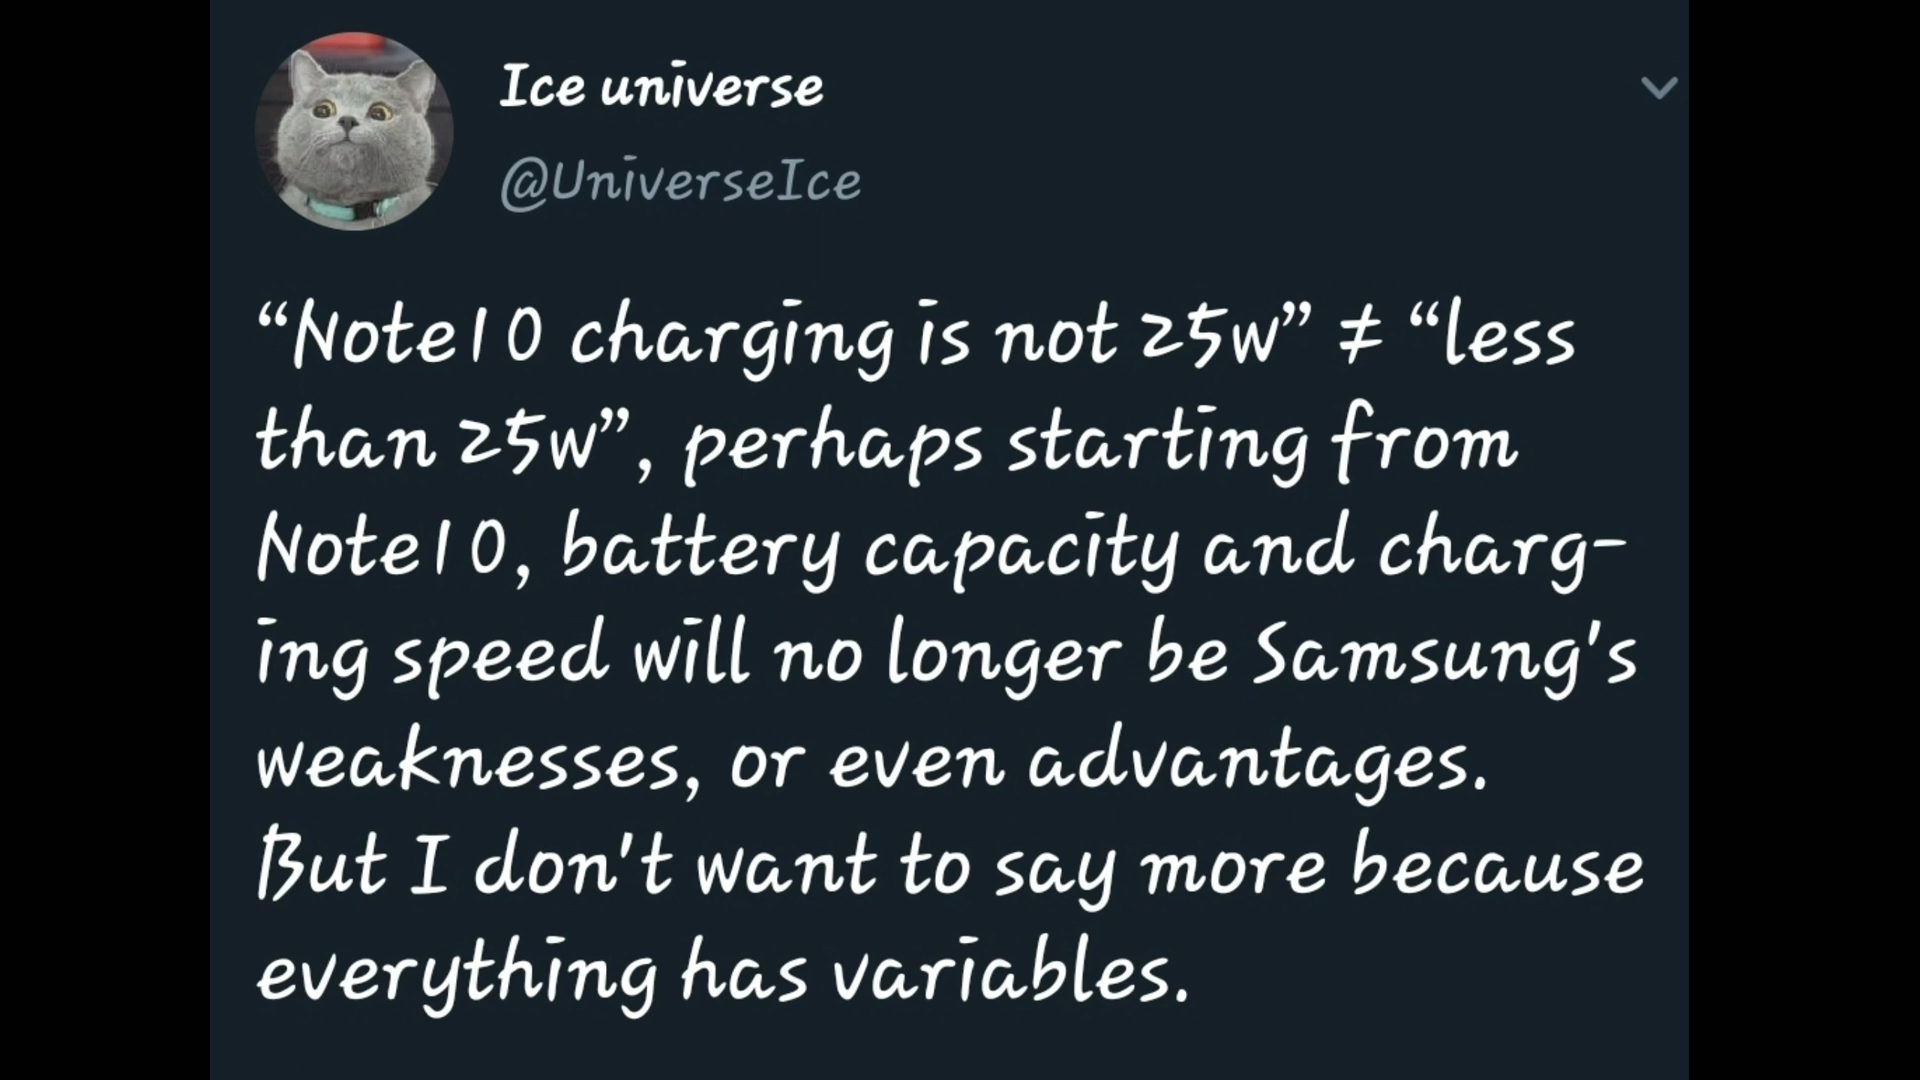 Ice universe
@UniverseIce
“Note10 charging is not 25w” ≠ “less
than 25w”, perhaps starting from
Note10, battery capacity and charg-
ing speed will no longer be Samsung's
weaknesses, or even advantages.
But I don't want to say more because
everything has variables.